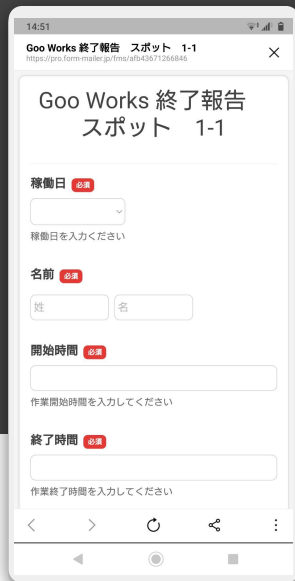 14:51
Goo Works 終了報告　スポット　1-1
https://pro.form-mailer.jp/fms/afb43671266846
Goo Works 終了報告
スポット　1-1
稼働日 必須
稼働日を入力ください
名前 必須
姓 名
開始時間 必須
作業開始時間を入力してください
終了時間 必須
作業終了時間を入力してください